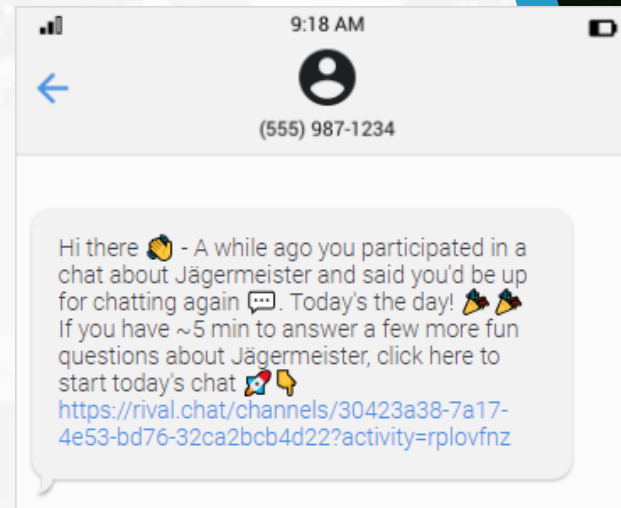 9:18 AM
(555) 987-1234
Hi there 👏 - A while ago you participated in a
chat about Jägermeister and said you'd be up
for chatting again 💬. Today's the day! 🎉 🎉
If you have ~5 min to answer a few more fun
questions about Jägermeister, click here to
start today's chat 🚀👇
https://rival.chat/channels/30423a38-7a17-
4e53-bd76-32ca2bcb4d22?activity=rplovfnz